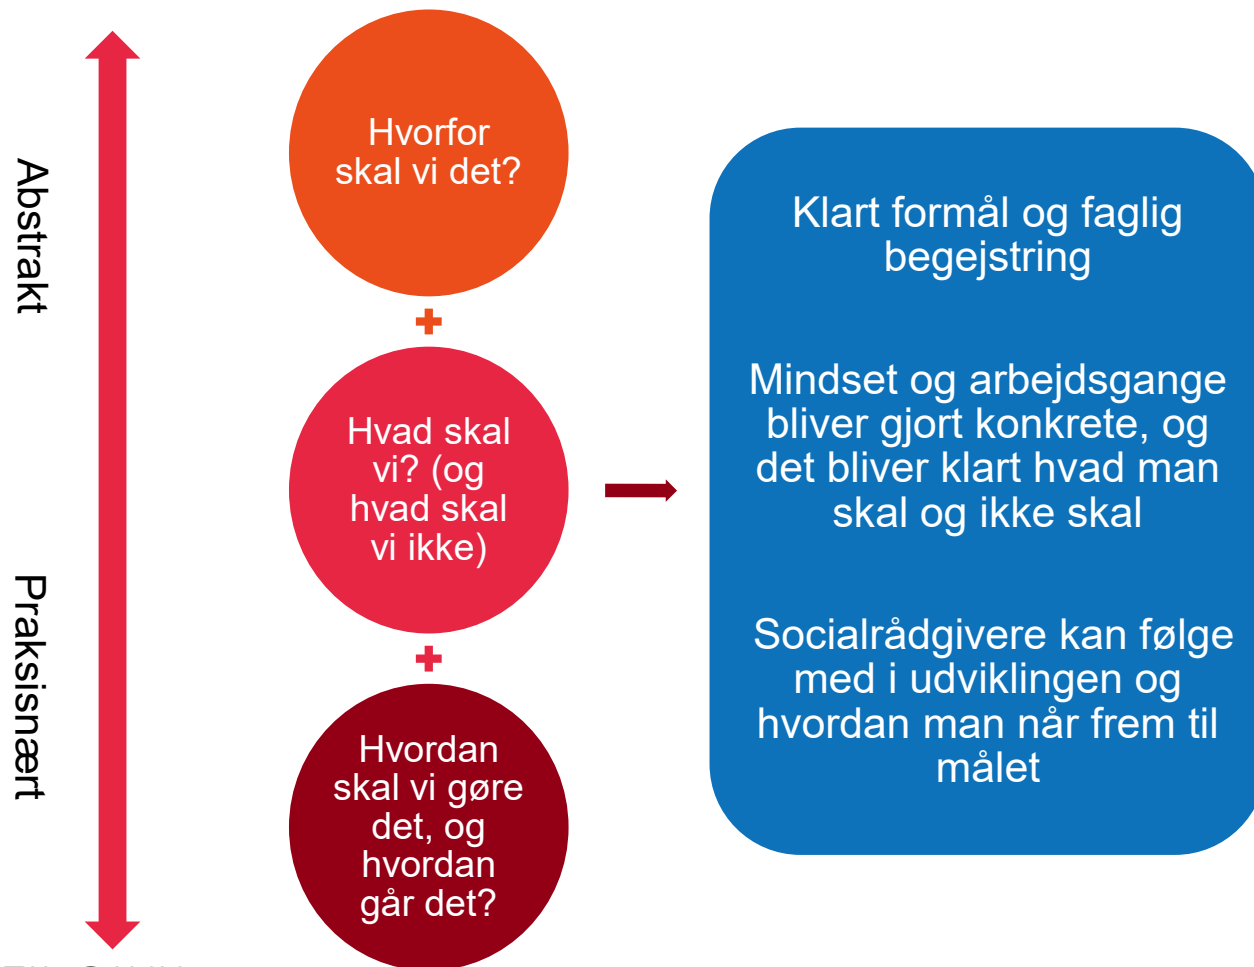 Abstrakt
Praksisnært
Hvorfor
skal vi det?
Hvad skal
vi? (og
hvad skal
vi ikke)
Hvordan
skal vi gøre
det, og
hvordan
går det?
Klart formål og faglig
begejstring
Mindset og arbejdsgange
bliver gjort konkrete, og
det bliver klart hvad man
skal og ikke skal
Socialrådgivere kan følge
med i udviklingen og
hvordan man når frem til
målet